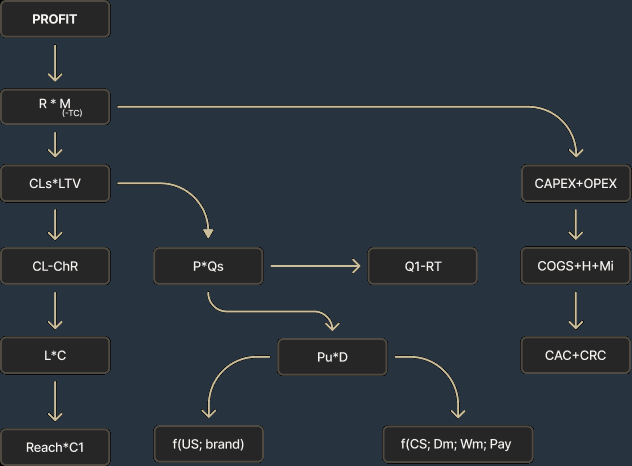 PROFIT
R * M
(-TC)
CLs*LTV
CAPEX+OPEX
CL-ChR
P*Qs
Q1-RT
COGS+H+Mi
L*C
Pu*D
CAC+CRC
Reach*C1
f(US; brand)
f(CS; Dm; Wm; Pay